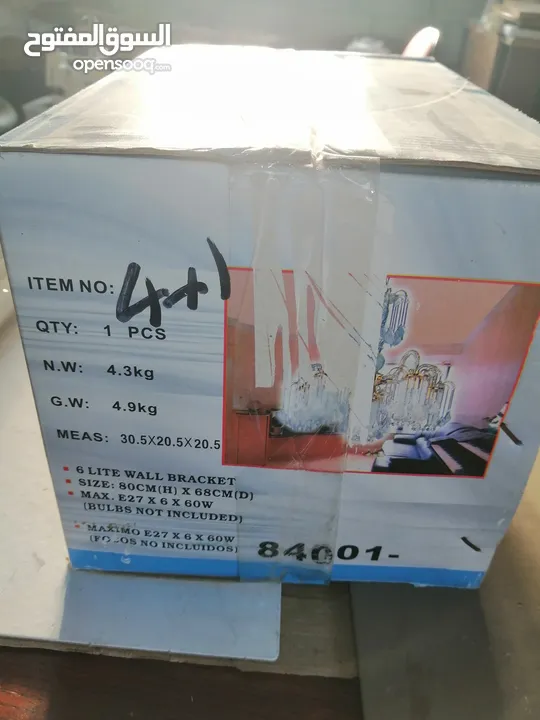 السوق المفتوح
opensooq.com
ITEM NO: 4+1
QTY: 1 PCS
N.W: 4.3kg
G.W: 4.9kg
MEAS: 30.5X20.5X20.5
• 6 LITE WALL BRACKET
• SIZE: 80CM(H) X 68CM(D)
• MAX. E27 X 6 X 60W
(BULBS NOT INCLUDED)
• MAXIMO E27 X 6 X 60W
(FOCOS NO INCLUIDOS)
84001-